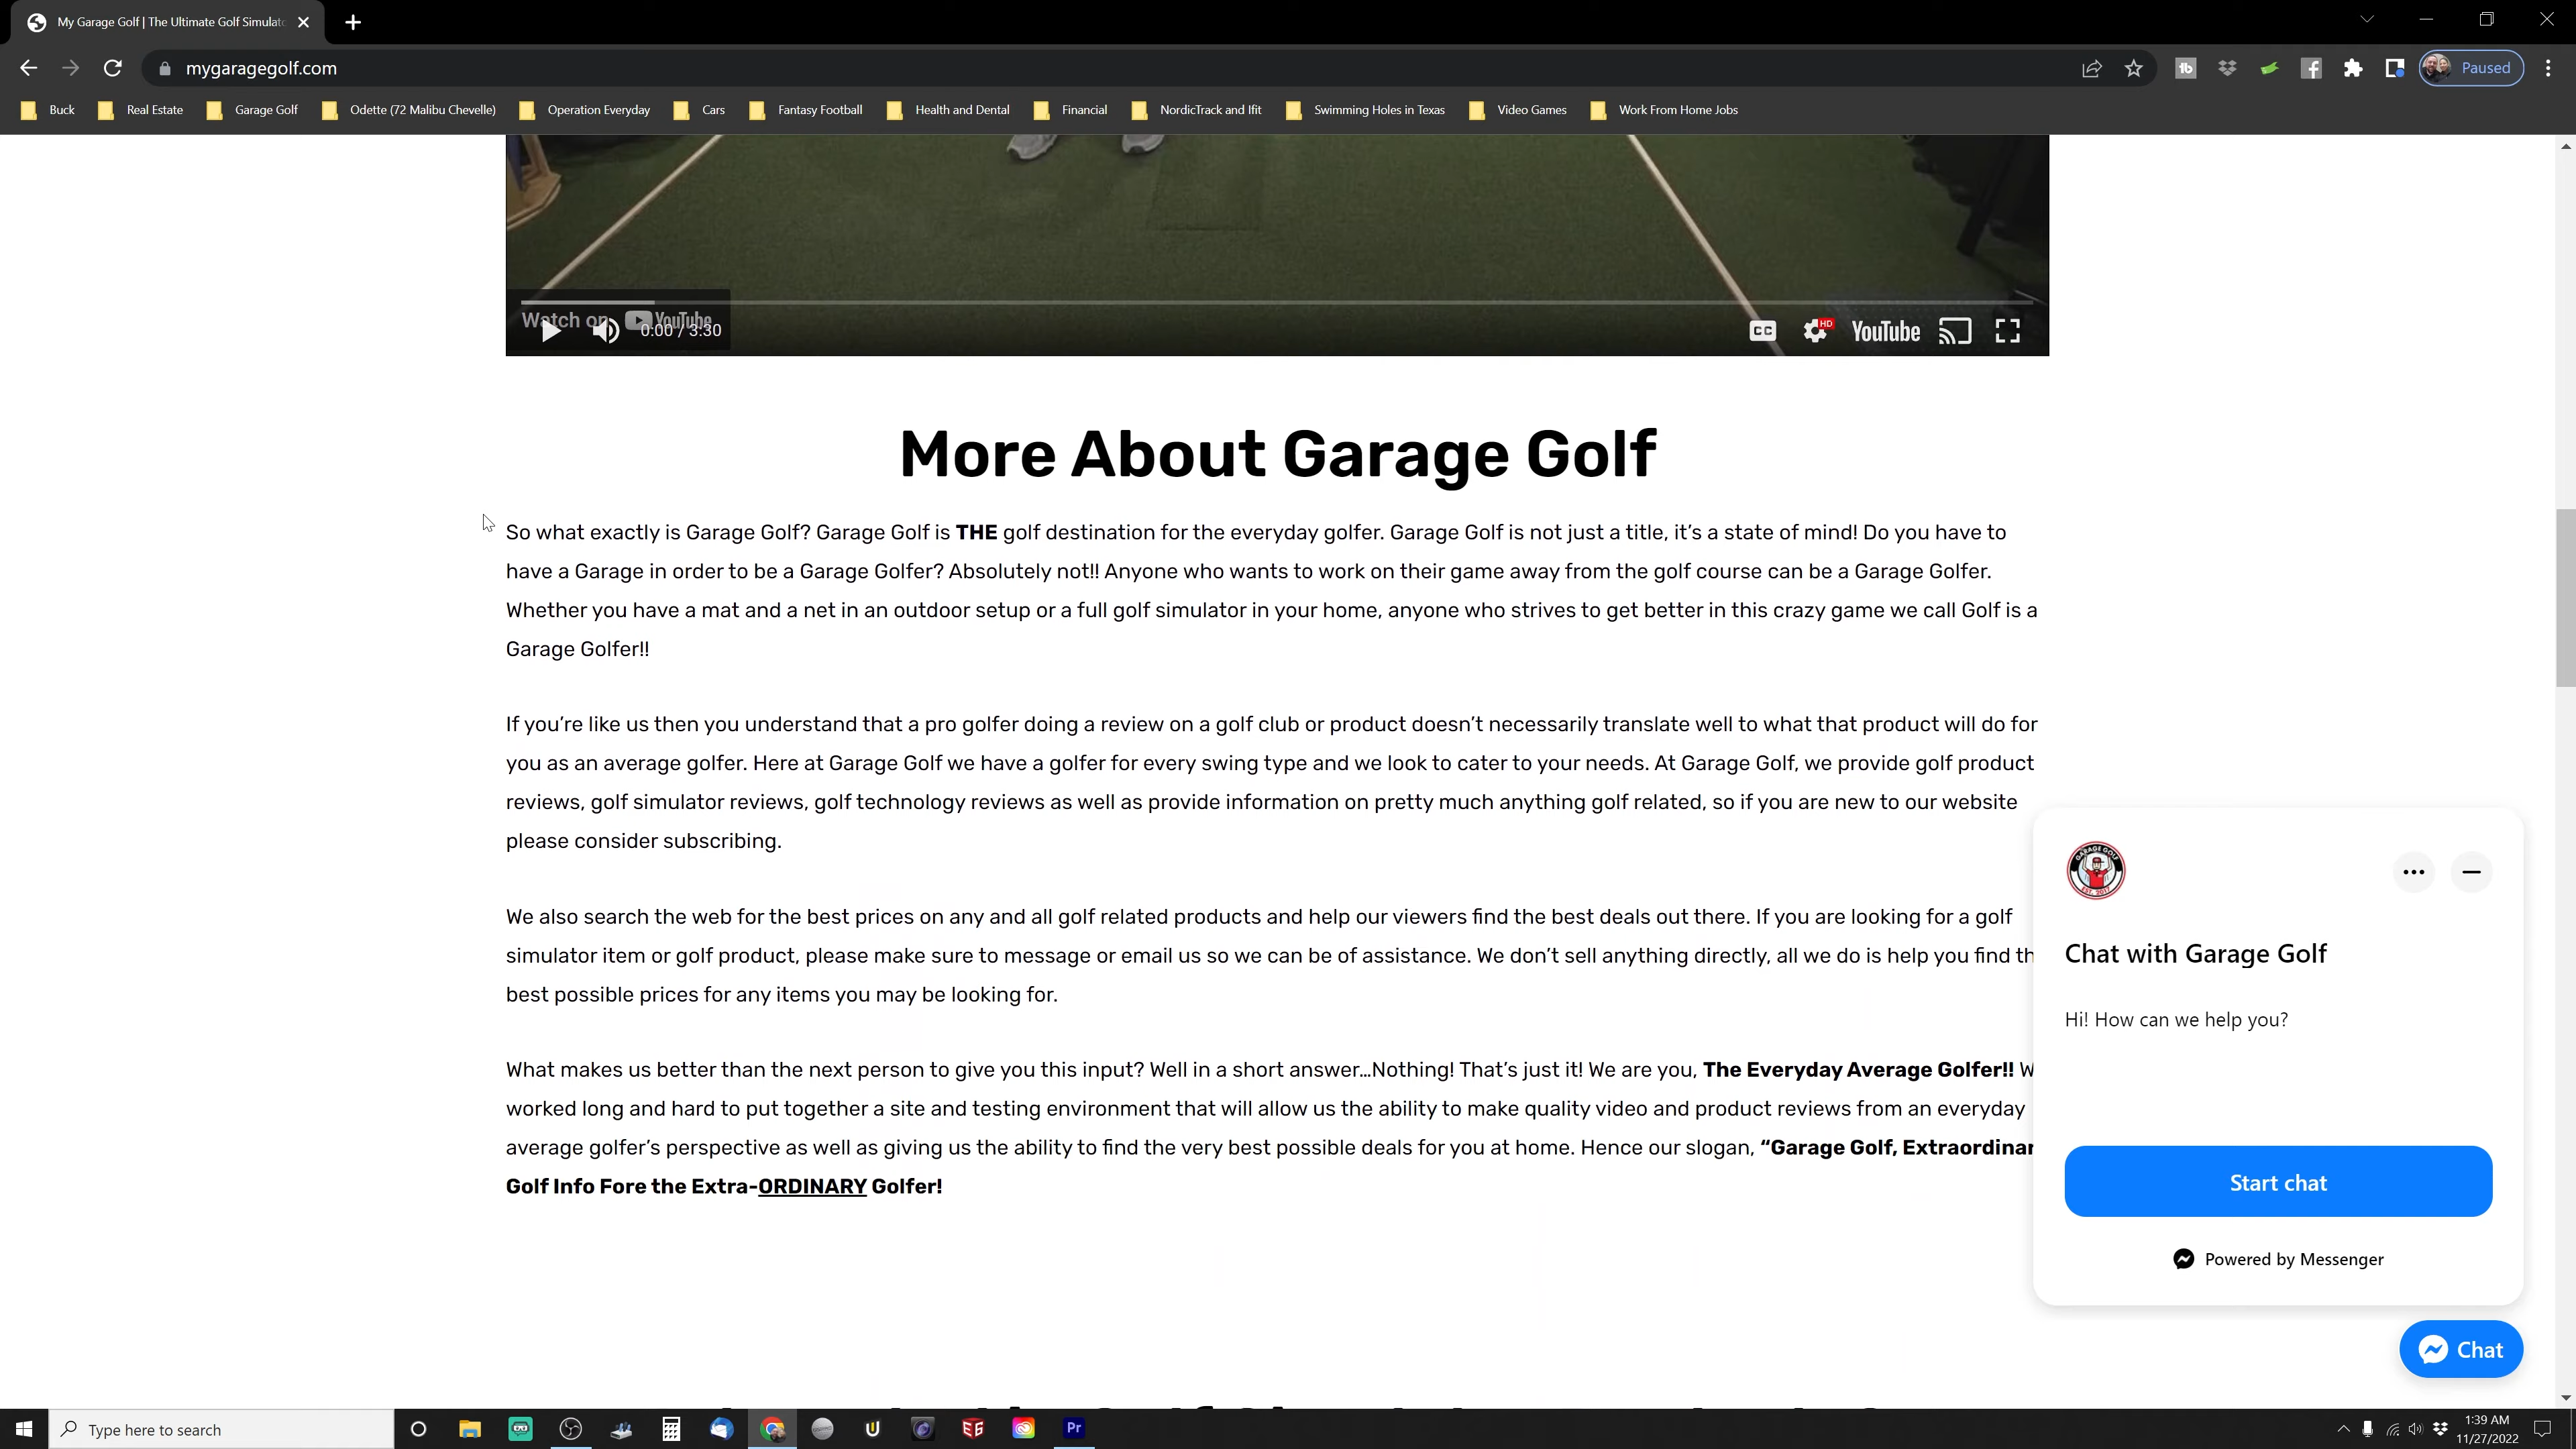 My Garage Golf | The Ultimate Golf Simulato
mygaragegolf.com
Paused
Buck
Real Estate
Garage Golf
Odette (72 Malibu Chevelle)
Operation Everyday
Cars
Fantasy Football
Health and Dental
Financial
NordicTrack and Ifit
Swimming Holes in Texas
Video Games
Work From Home Jobs
Watch on YouTube
0:00 / 3:30
CC
HD
YouTube
More About Garage Golf
So what exactly is Garage Golf? Garage Golf is THE golf destination for the everyday golfer. Garage Golf is not just a title, it’s a state of mind! Do you have to
have a Garage in order to be a Garage Golfer? Absolutely not!! Anyone who wants to work on their game away from the golf course can be a Garage Golfer.
Whether you have a mat and a net in an outdoor setup or a full golf simulator in your home, anyone who strives to get better in this crazy game we call Golf is a
Garage Golfer!!
If you’re like us then you understand that a pro golfer doing a review on a golf club or product doesn’t necessarily translate well to what that product will do for
you as an average golfer. Here at Garage Golf we have a golfer for every swing type and we look to cater to your needs. At Garage Golf, we provide golf product
reviews, golf simulator reviews, golf technology reviews as well as provide information on pretty much anything golf related, so if you are new to our website
please consider subscribing.
We also search the web for the best prices on any and all golf related products and help our viewers find the best deals out there. If you are looking for a golf
simulator item or golf product, please make sure to message or email us so we can be of assistance. We don’t sell anything directly, all we do is help you find th
best possible prices for any items you may be looking for.
What makes us better than the next person to give you this input? Well in a short answer…Nothing! That’s just it! We are you, The Everyday Average Golfer!! W
worked long and hard to put together a site and testing environment that will allow us the ability to make quality video and product reviews from an everyday
average golfer’s perspective as well as giving us the ability to find the very best possible deals for you at home. Hence our slogan, “Garage Golf, Extraordinar
Golf Info Fore the Extra-ORDINARY Golfer!
GARAGE GOLF
EST. 2017
Chat with Garage Golf
Hi! How can we help you?
Start chat
Powered by Messenger
Chat
Type here to search
Pr
1:39 AM
11/27/2022